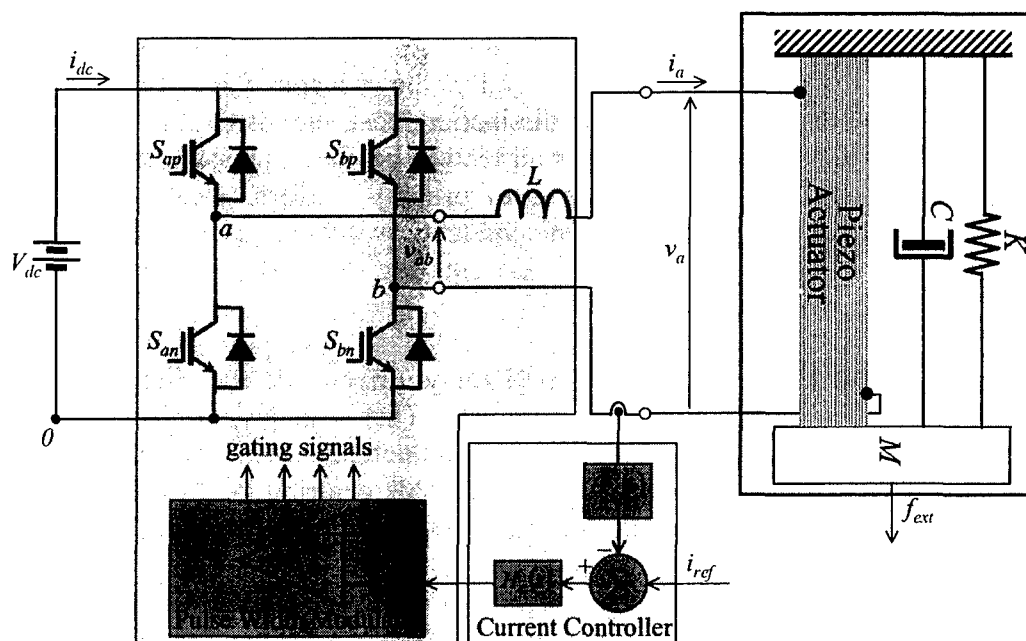 i_dc
i_a
S_ap
S_bp
L
a
v_ab
V_dc
b
v_a
Piezo
Actuator
C
K
S_an
S_bn
0
gating signals
M
f_ext
i_ref
+
−
Current Controller